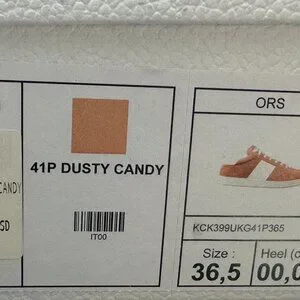 CANDY
SD
41P DUSTY CANDY
IT00
ORS
KCK399UKG41P365
Size :
36,5
Heel (c
00,0